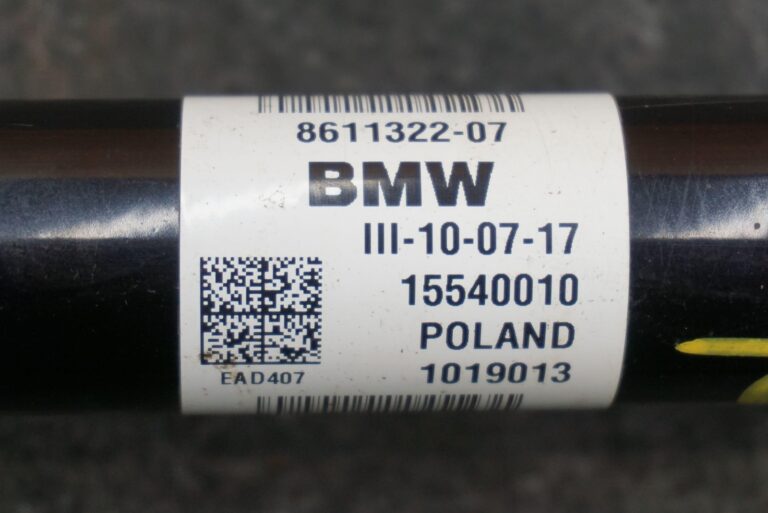 8611322-07
BMW
III-10-07-17
15540010
POLAND
EAD407
1019013